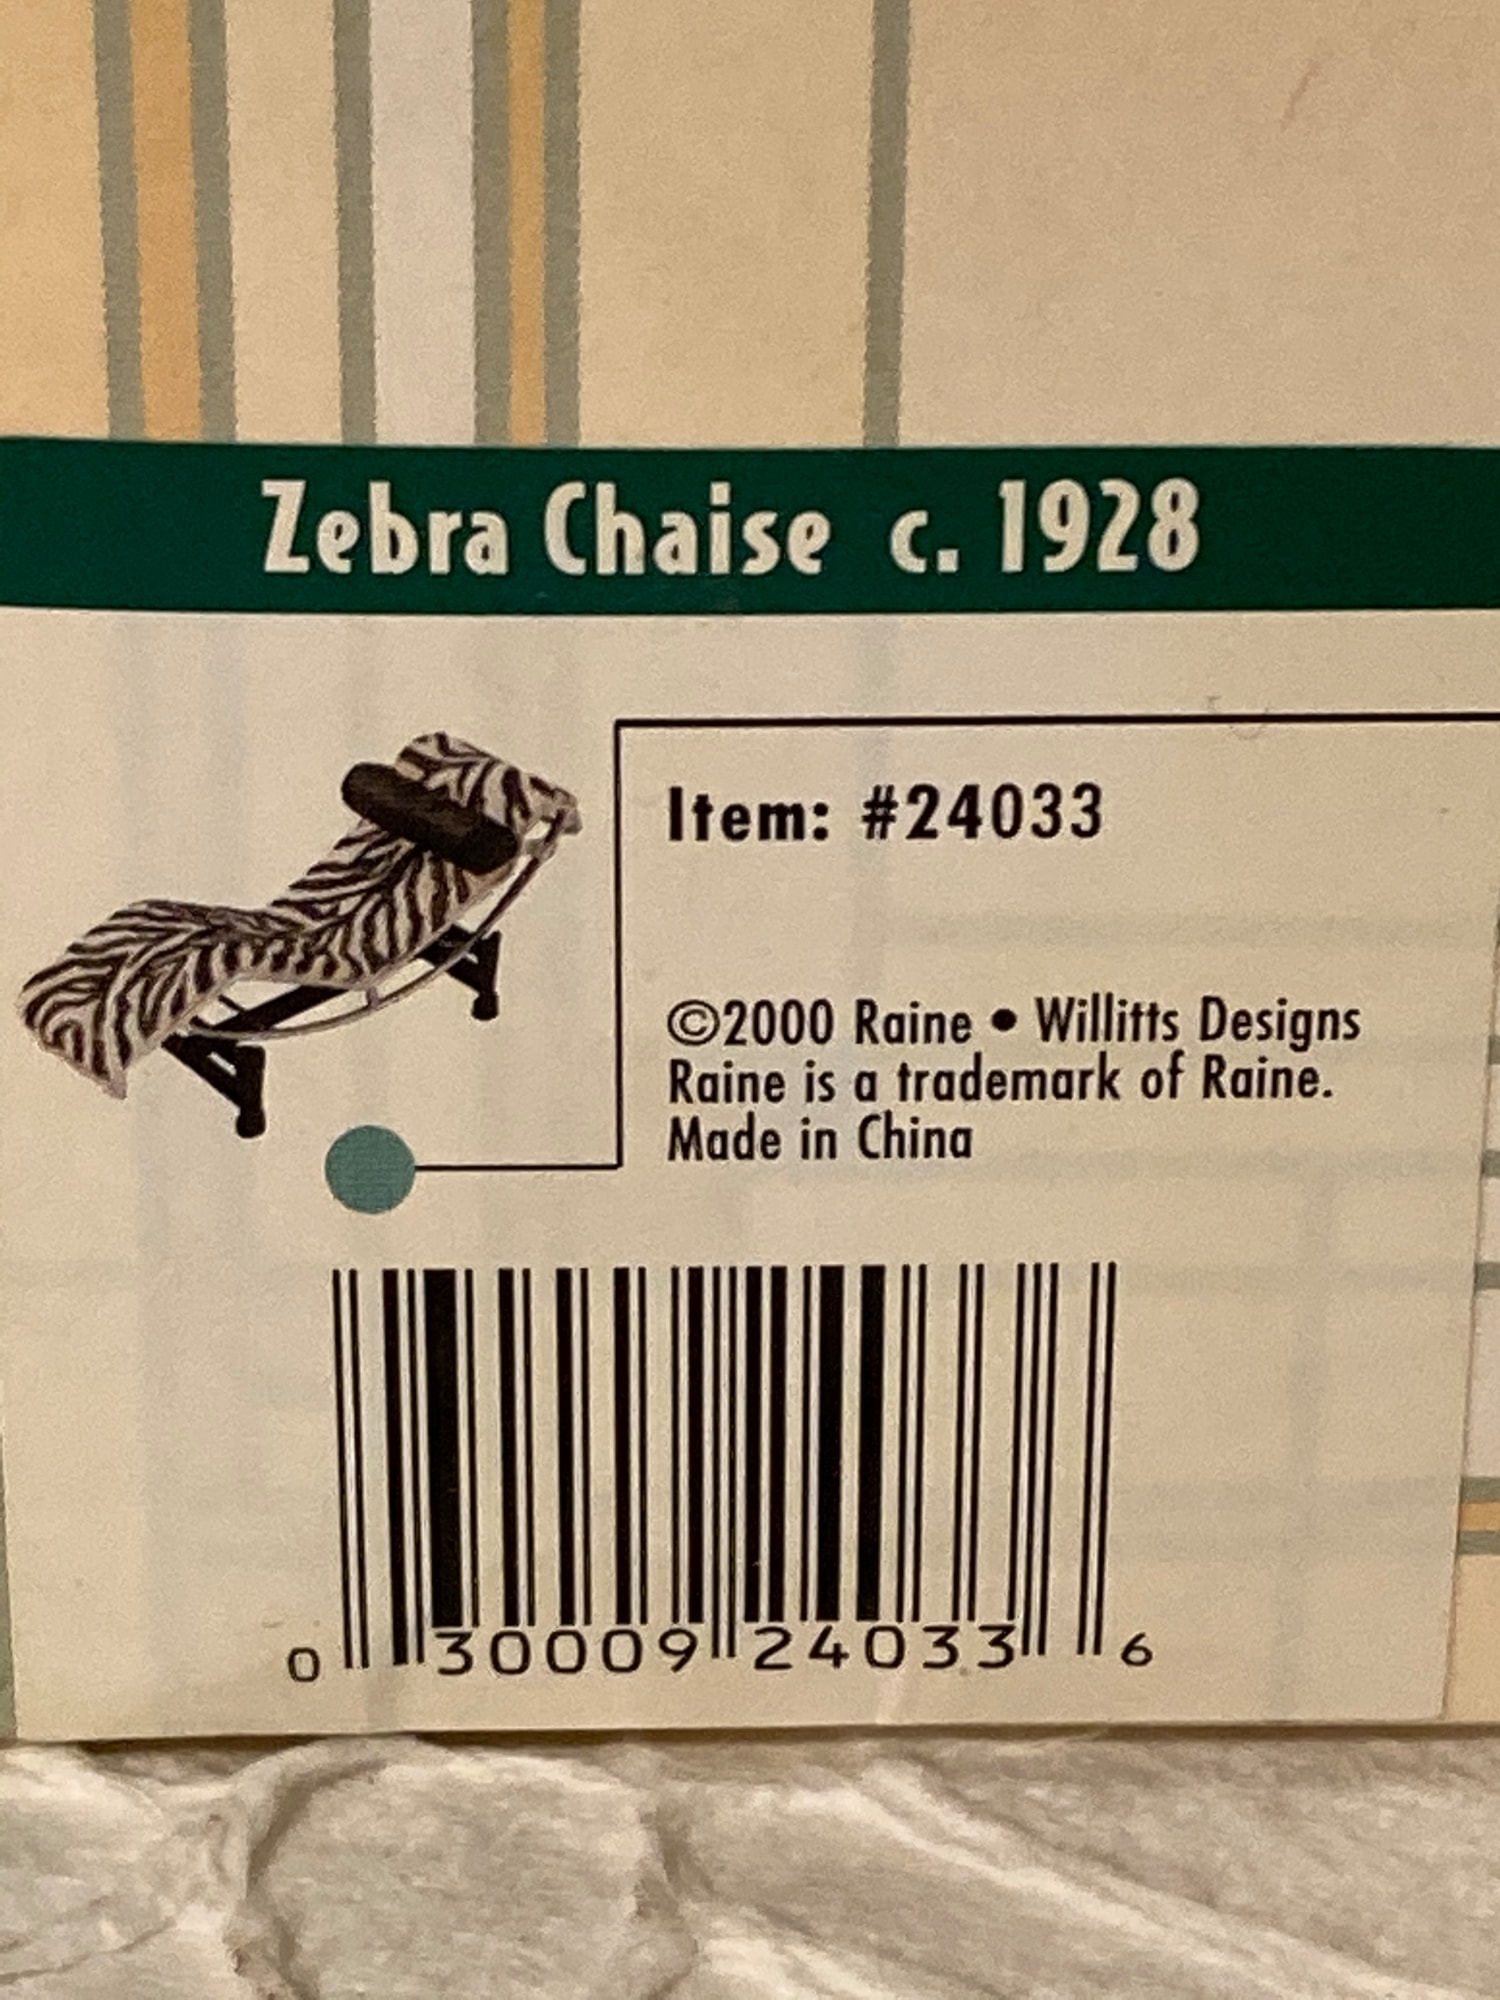 Zebra Chaise c. 1928
Item: #24033
©2000 Raine • Willitts Designs
Raine is a trademark of Raine.
Made in China
0 30009 24033 6